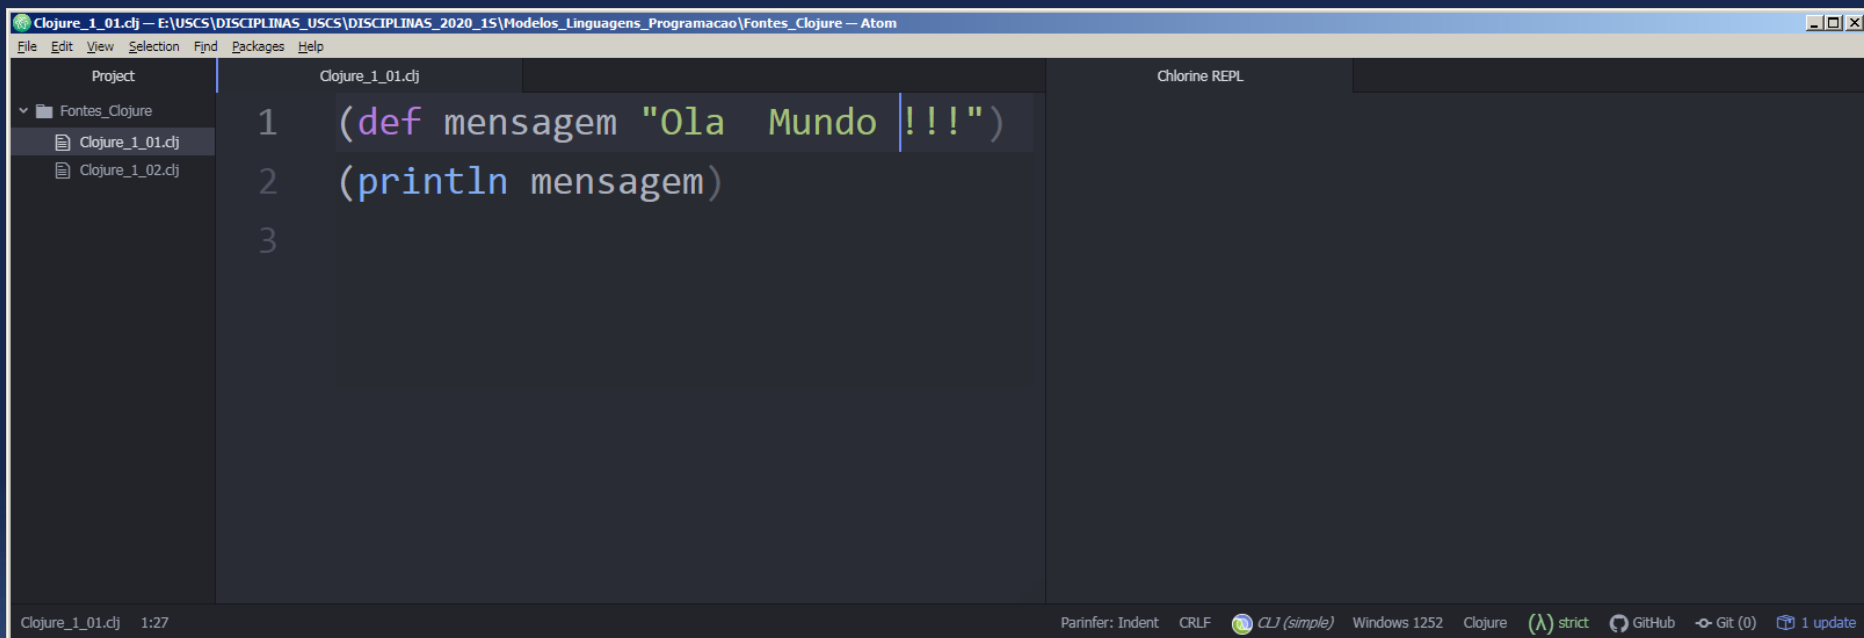 Clojure_1_01.clj — E:\USCS\DISCIPLINAS_USCS\DISCIPLINAS_2020_1S\Modelos_Linguagens_Programacao\Fontes_Clojure — Atom
File Edit View Selection Find Packages Help
Project
Fontes_Clojure
Clojure_1_01.clj
Clojure_1_02.clj
Clojure_1_01.clj
1 (def mensagem "Ola  Mundo !!!")
2 (println mensagem)
3
Chlorine REPL
Clojure_1_01.clj 1:27
Parinfer: Indent CRLF CLJ (simple) Windows 1252 Clojure (λ) strict GitHub Git (0) 1 update